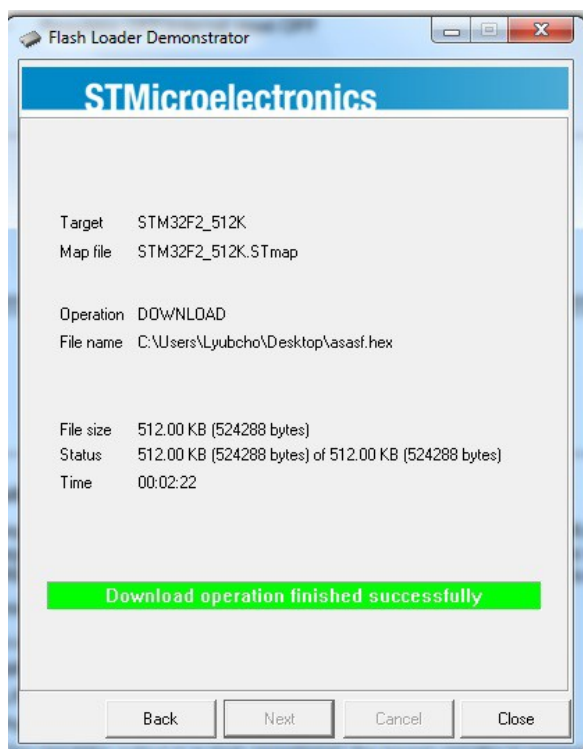 Flash Loader Demonstrator
STMicroelectronics
Target STM32F2_512K
Map file STM32F2_512K.STmap
Operation DOWNLOAD
File name C:\Users\Lyubcho\Desktop\asasf.hex
File size 512.00 KB (524288 bytes)
Status 512.00 KB (524288 bytes) of 512.00 KB (524288 bytes)
Time 00:02:22
Download operation finished successfully
Back Next Cancel Close